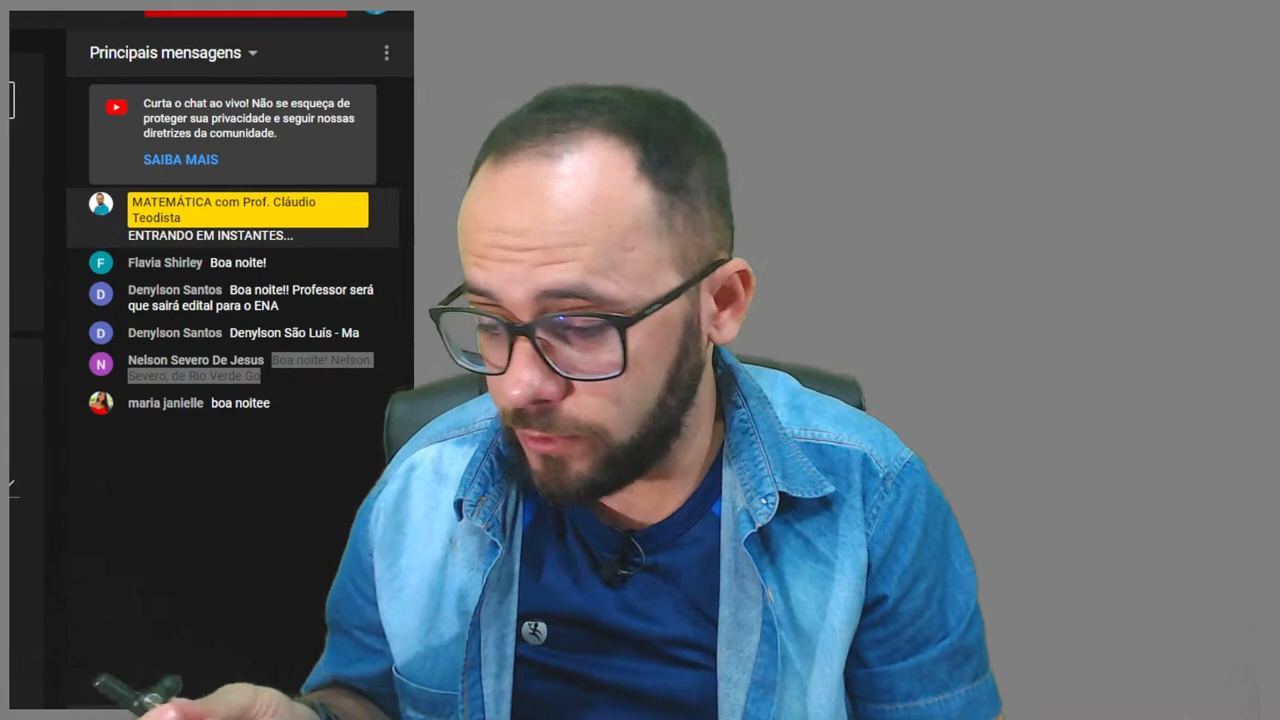 Principais mensagens
Curta o chat ao vivo! Não se esqueça de
proteger sua privacidade e seguir nossas
diretrizes da comunidade.
SAIBA MAIS
MATEMÁTICA com Prof. Cláudio
Teodista
ENTRANDO EM INSTANTES...
F Flavia Shirley Boa noite!
D Denylson Santos Boa noite!! Professor será
que sairá edital para o ENA
D Denylson Santos Denylson São Luís - Ma
N Nelson Severo De Jesus Boa noite! Nelson
Severo, de Rio Verde Go
maria janielle boa noitee